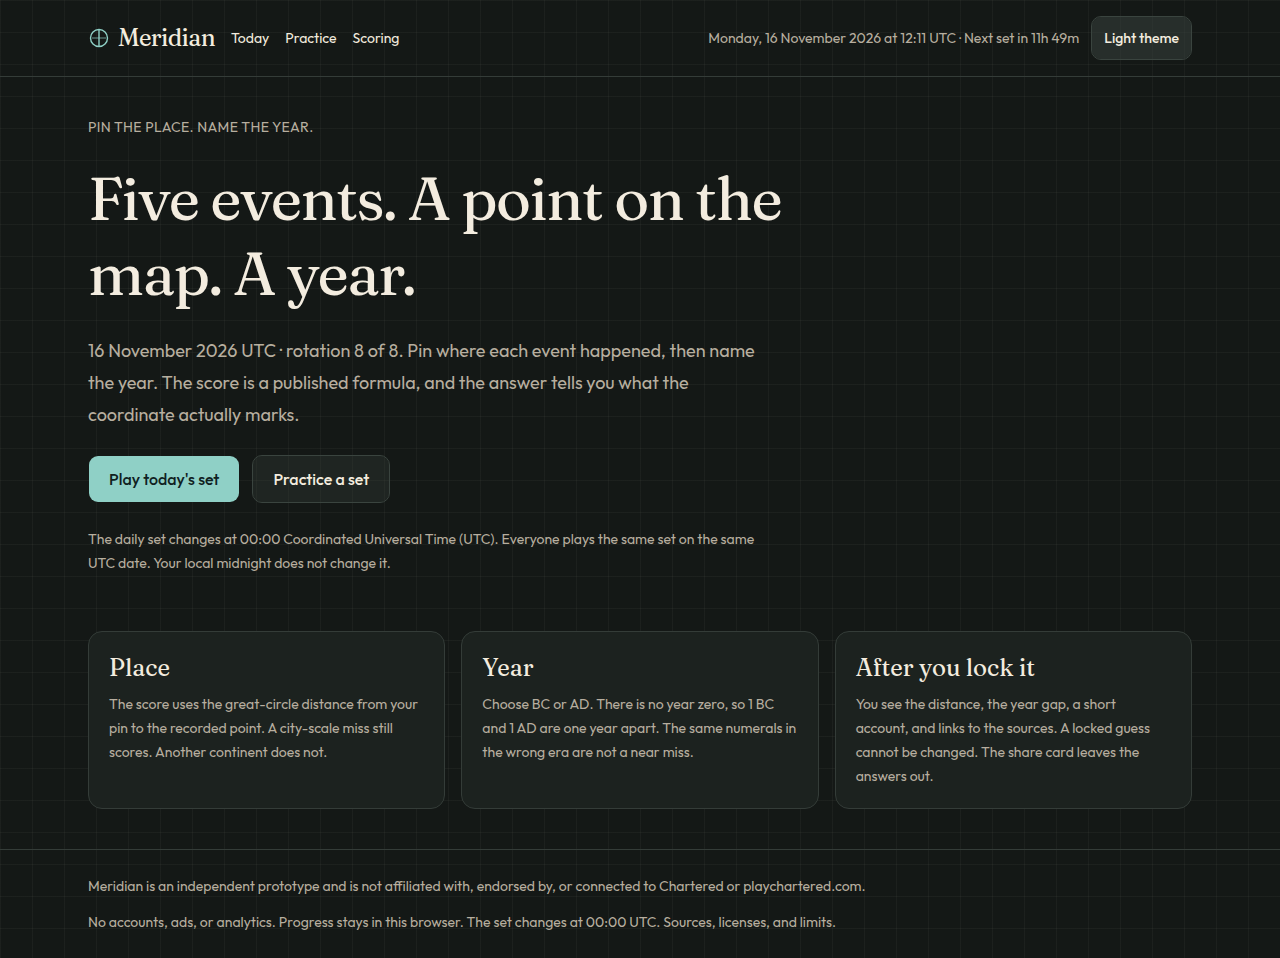 Meridian Today Practice Scoring Monday, 16 November 2026 at 12:11 UTC · Next set in 11h 49m Light theme
PIN THE PLACE. NAME THE YEAR.
Five events. A point on the
map. A year.
16 November 2026 UTC · rotation 8 of 8. Pin where each event happened, then name
the year. The score is a published formula, and the answer tells you what the
coordinate actually marks.
Play today's set Practice a set
The daily set changes at 00:00 Coordinated Universal Time (UTC). Everyone plays the same set on the same
UTC date. Your local midnight does not change it.
Place
The score uses the great-circle distance from your
pin to the recorded point. A city-scale miss still
scores. Another continent does not.
Year
Choose BC or AD. There is no year zero, so 1 BC
and 1 AD are one year apart. The same numerals in
the wrong era are not a near miss.
After you lock it
You see the distance, the year gap, a short
account, and links to the sources. A locked guess
cannot be changed. The share card leaves the
answers out.
Meridian is an independent prototype and is not affiliated with, endorsed by, or connected to Chartered or playchartered.com.
No accounts, ads, or analytics. Progress stays in this browser. The set changes at 00:00 UTC. Sources, licenses, and limits.